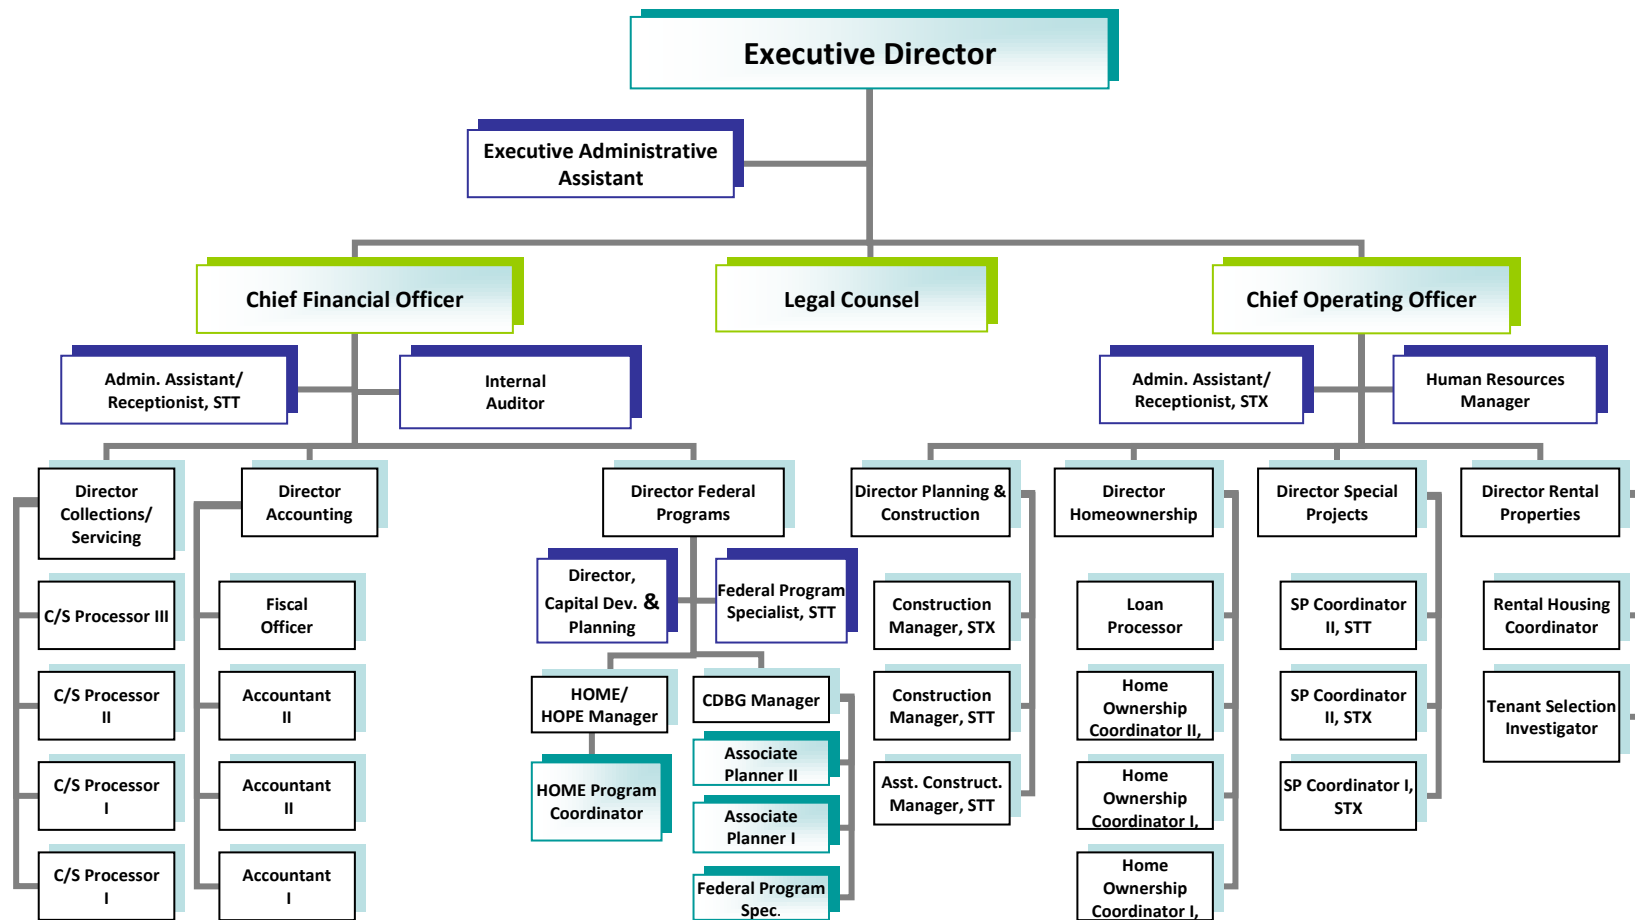 Executive Director
Executive Administrative
Assistant
Chief Financial Officer
Legal Counsel
Chief Operating Officer
Admin. Assistant/
Receptionist, STT
Internal
Auditor
Admin. Assistant/
Receptionist, STX
Human Resources
Manager
Director
Collections/
Servicing
Director
Accounting
Director Federal
Programs
Director Planning &
Construction
Director
Homeownership
Director Special
Projects
Director Rental
Properties
Director,
Capital Dev. &
Planning
Federal Program
Specialist, STT
C/S Processor III
Fiscal
Officer
Construction
Manager, STX
Loan
Processor
SP Coordinator
II, STT
Rental Housing
Coordinator
C/S Processor
II
Accountant
II
HOME/
HOPE Manager
CDBG Manager
Construction
Manager, STT
Home
Ownership
Coordinator II,
SP Coordinator
II, STX
Tenant Selection
Investigator
Associate
Planner II
C/S Processor
I
Accountant
II
HOME Program
Coordinator
Associate
Planner I
Asst. Construct.
Manager, STT
Home
Ownership
Coordinator I,
SP Coordinator I,
STX
C/S Processor
I
Accountant
I
Federal Program
Spec.
Home
Ownership
Coordinator I,